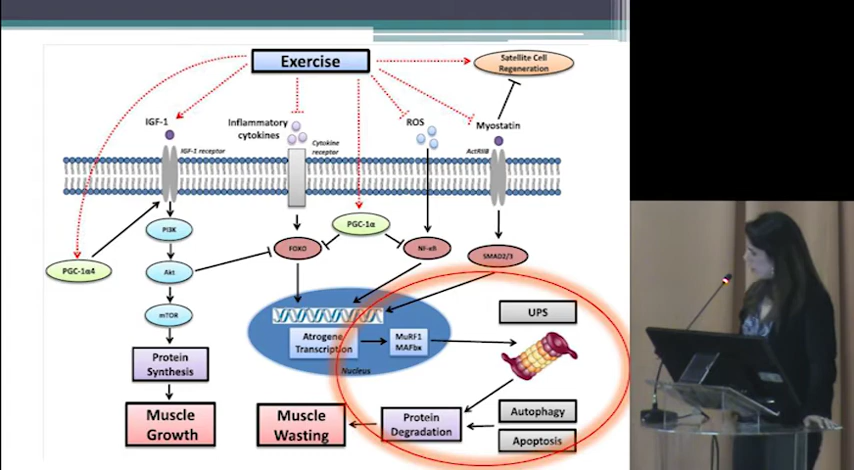 Exercise
Satellite Cell
Regeneration
IGF-1
Inflammatory
cytokines
ROS
Myostatin
IGF-1 receptor
Cytokine
receptor
ActRIIB
PI3K
PGC-1α
FOXO
NF-κB
SMAD2/3
PGC-1α4
Akt
mTOR
UPS
Atrogene
Transcription
MuRF1
MAFbx
Nucleus
Protein
Synthesis
Muscle
Growth
Muscle
Wasting
Protein
Degradation
Autophagy
Apoptosis